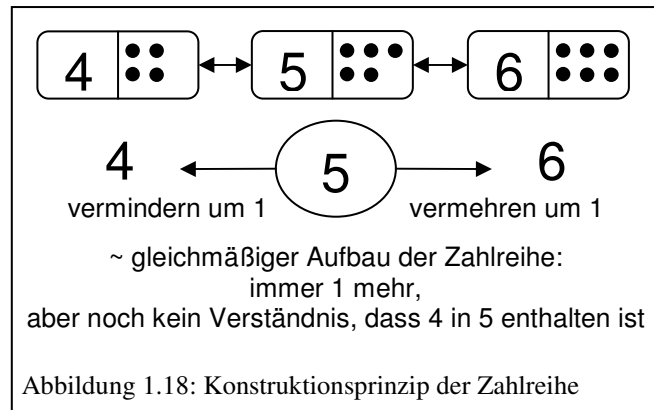 4 5 6
4 5 6
vermindern um 1 vermehren um 1
~ gleichmäßiger Aufbau der Zahlreihe:
immer 1 mehr,
aber noch kein Verständnis, dass 4 in 5 enthalten ist
Abbildung 1.18: Konstruktionsprinzip der Zahlreihe